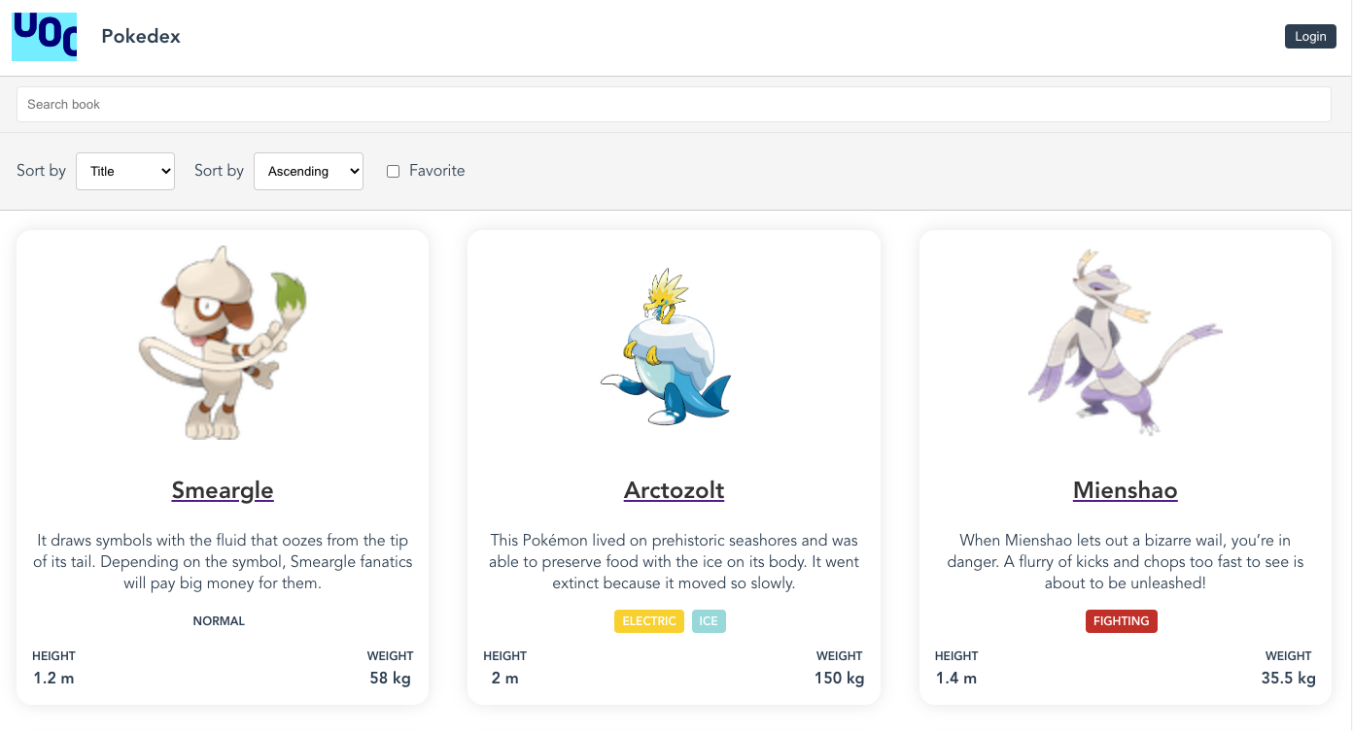 UOC
Pokedex
Login
Search book
Sort by Title Sort by Ascending Favorite
Smeargle
It draws symbols with the fluid that oozes from the tip
of its tail. Depending on the symbol, Smeargle fanatics
will pay big money for them.
NORMAL
HEIGHT WEIGHT
1.2 m 58 kg
Arctozolt
This Pokémon lived on prehistoric seashores and was
able to preserve food with the ice on its body. It went
extinct because it moved so slowly.
ELECTRIC ICE
HEIGHT WEIGHT
2 m 150 kg
Mienshao
When Mienshao lets out a bizarre wail, you’re in
danger. A flurry of kicks and chops too fast to see is
about to be unleashed!
FIGHTING
HEIGHT WEIGHT
1.4 m 35.5 kg